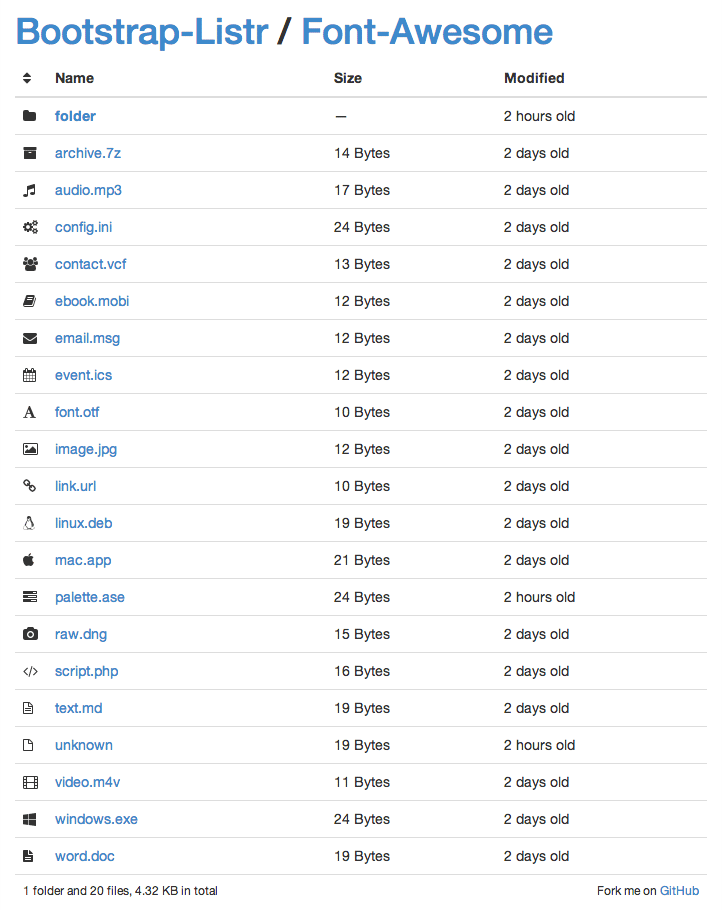 Bootstrap-Listr / Font-Awesome
Name Size Modified
folder — 2 hours old
archive.7z 14 Bytes 2 days old
audio.mp3 17 Bytes 2 days old
config.ini 24 Bytes 2 days old
contact.vcf 13 Bytes 2 days old
ebook.mobi 12 Bytes 2 days old
email.msg 12 Bytes 2 days old
event.ics 12 Bytes 2 days old
font.otf 10 Bytes 2 days old
image.jpg 12 Bytes 2 days old
link.url 10 Bytes 2 days old
linux.deb 19 Bytes 2 days old
mac.app 21 Bytes 2 days old
palette.ase 24 Bytes 2 hours old
raw.dng 15 Bytes 2 days old
script.php 16 Bytes 2 days old
text.md 19 Bytes 2 days old
unknown 19 Bytes 2 hours old
video.m4v 11 Bytes 2 days old
windows.exe 24 Bytes 2 days old
word.doc 19 Bytes 2 days old
1 folder and 20 files, 4.32 KB in total Fork me on GitHub